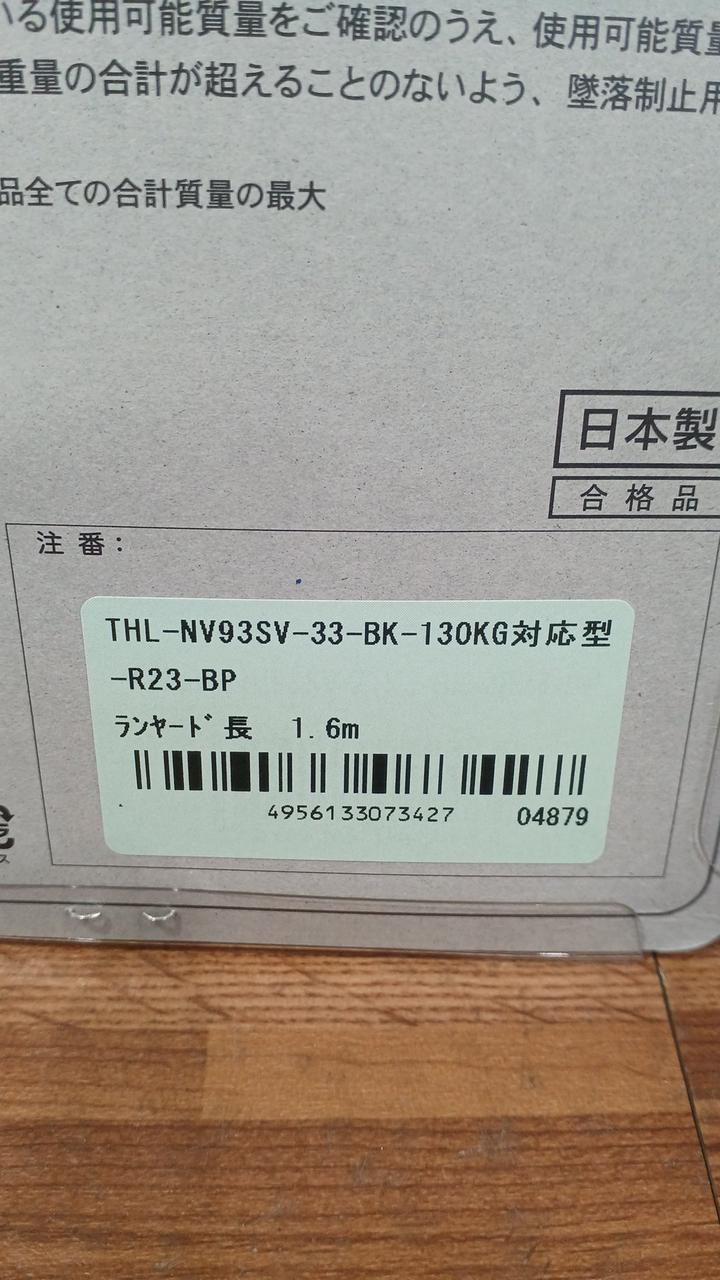 いる使用可能質量をご確認のうえ、使用可能質量
重量の合計が超えることのないよう、墜落制止用
品全ての合計質量の最大
日本製
合格品
注番：
THL-NV93SV-33-BK-130KG対応型
-R23-BP
ﾗﾝﾔｰﾄﾞ長 1.6m
4956133073427 04879
ス